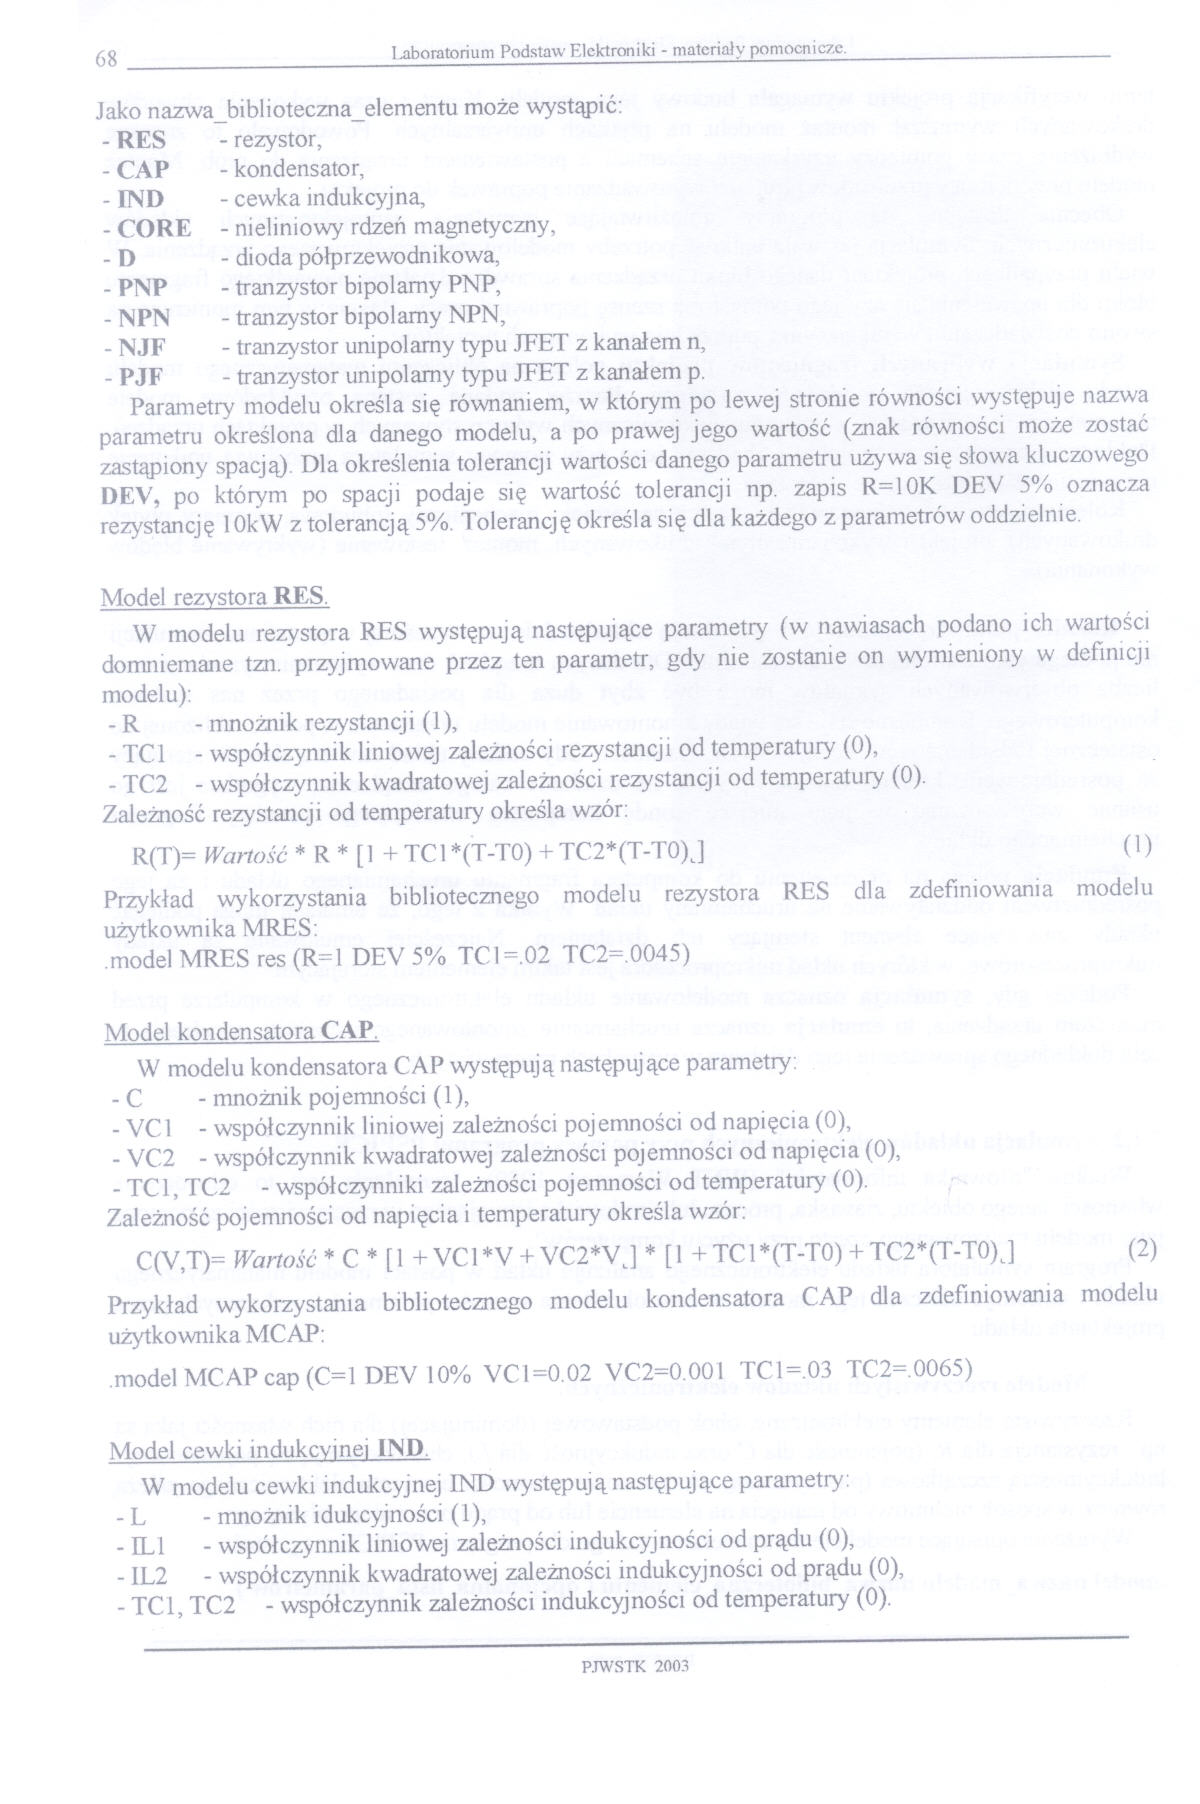 68
Laboratorium Podstaw Elektroniki - materiały pomocnicze.
Jako nazwa_biblioteczna_elementu może wystąpić:
- RES - rezystor,
- CAP - kondensator,
- IND - cewka indukcyjna,
- CORE - nieliniowy rdzeń magnetyczny,
- D - dioda półprzewodnikowa,
- PNP - tranzystor bipolarny PNP,
- NPN - tranzystor bipolarny NPN,
- NJF - tranzystor unipolarny typu JFET z kanałem n,
- PJF - tranzystor unipolarny typu JFET z kanałem p.
Parametry modelu określa się równaniem, w którym po lewej stronie równości występuje nazwa
parametru określona dla danego modelu, a po prawej jego wartość (znak równości może zostać
zastąpiony spacją). Dla określenia tolerancji wartości danego parametru używa się słowa kluczowego
DEV, po którym po spacji podaje się wartość tolerancji np. zapis R=10K DEV 5% oznacza
rezystancję 10kW z tolerancją 5%. Tolerancję określa się dla każdego z parametrów oddzielnie.
Model rezystora RES.
W modelu rezystora RES występują następujące parametry (w nawiasach podano ich wartości
domniemane tzn. przyjmowane przez ten parametr, gdy nie zostanie on wymieniony w definicji
modelu):
- R - mnożnik rezystancji (1),
- TC1 - współczynnik liniowej zależności rezystancji od temperatury (0),
- TC2 - współczynnik kwadratowej zależności rezystancji od temperatury (0).
Zależność rezystancji od temperatury określa wzór:
R(T)= Wartość * R * [1 + TC1*(T-T0) + TC2*(T-T0).] (1)
Przykład wykorzystania bibliotecznego modelu rezystora RES dla zdefiniowania modelu
użytkownika MRES:
.model MRES res (R=1 DEV 5% TC1=.02 TC2=.0045)
Model kondensatora CAP.
W modelu kondensatora CAP występują następujące parametry:
- C - mnożnik pojemności (1),
- VC1 - współczynnik liniowej zależności pojemności od napięcia (0),
- VC2 - współczynnik kwadratowej zależności pojemności od napięcia (0),
- TC1, TC2 - współczynniki zależności pojemności od temperatury (0).
Zależność pojemności od napięcia i temperatury określa wzór:
C(V,T)= Wartość * C * [1 + VC1*V + VC2*V.] * [1 + TC1*(T-T0) + TC2*(T-T0).] (2)
Przykład wykorzystania bibliotecznego modelu kondensatora CAP dla zdefiniowania modelu
użytkownika MCAP:
.model MCAP cap (C=1 DEV 10% VC1=0.02 VC2=0.001 TC1=.03 TC2=.0065)
Model cewki indukcyjnej IND.
W modelu cewki indukcyjnej IND występują następujące parametry:
- L - mnożnik idukcyjności (1),
- IL1 - współczynnik liniowej zależności indukcyjności od prądu (0),
- IL2 - współczynnik kwadratowej zależności indukcyjności od prądu (0),
- TC1, TC2 - współczynnik zależności indukcyjności od temperatury (0).
PJWSTK 2003